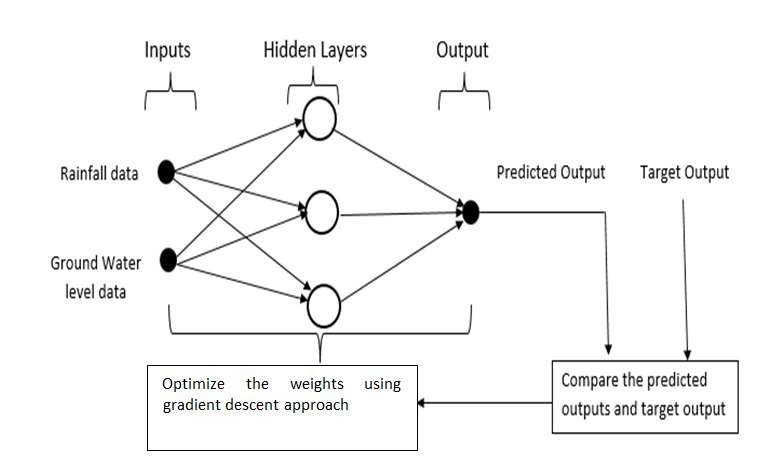 Inputs
Hidden Layers
Output
Rainfall data
Predicted Output
Target Output
Ground Water
level data
Optimize the weights using
gradient descent approach
Compare the predicted
outputs and target output